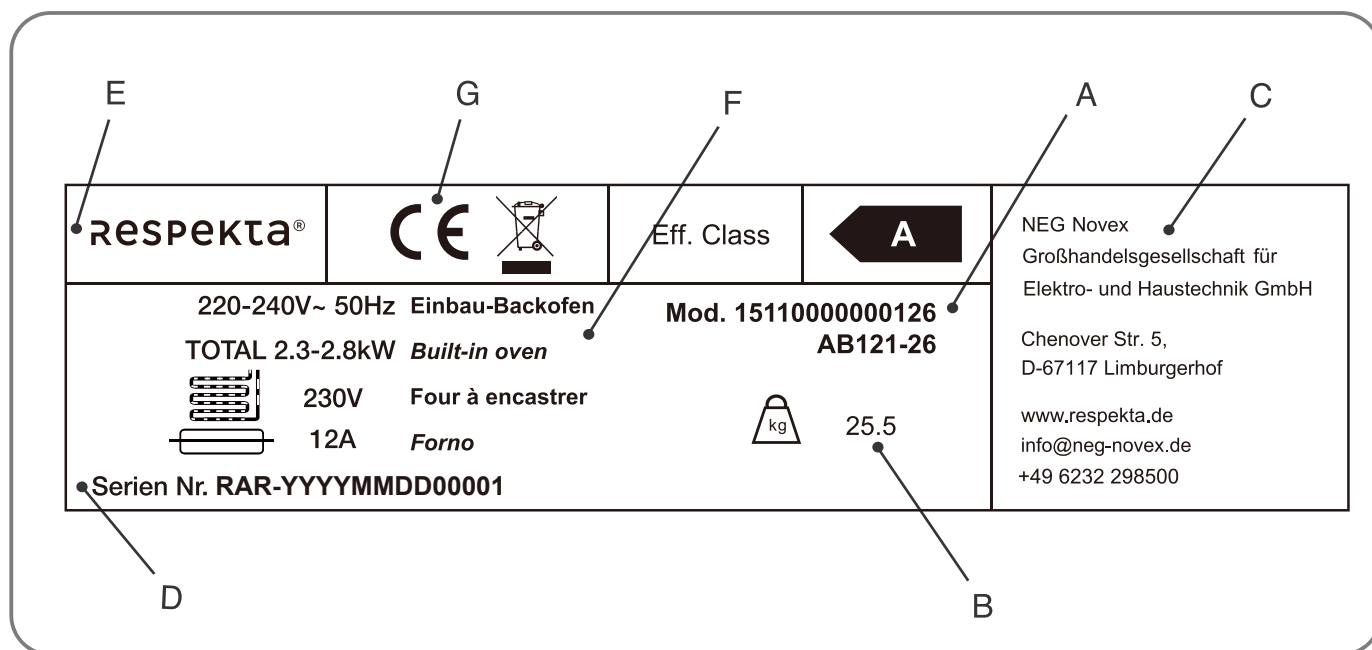 E
G
F
A
C
ʀesᴘeᴋta®
CE
Eff. Class
A
220-240V~ 50Hz Einbau-Backofen
TOTAL 2.3-2.8kW Built-in oven
230V Four à encastrer
12A Forno
Serien Nr. RAR-YYYYMMDD00001
Mod. 15110000000126
AB121-26
kg 25.5
NEG Novex
Großhandelsgesellschaft für
Elektro- und Haustechnik GmbH
Chenover Str. 5,
D-67117 Limburgerhof
www.respekta.de
info@neg-novex.de
+49 6232 298500
D
B